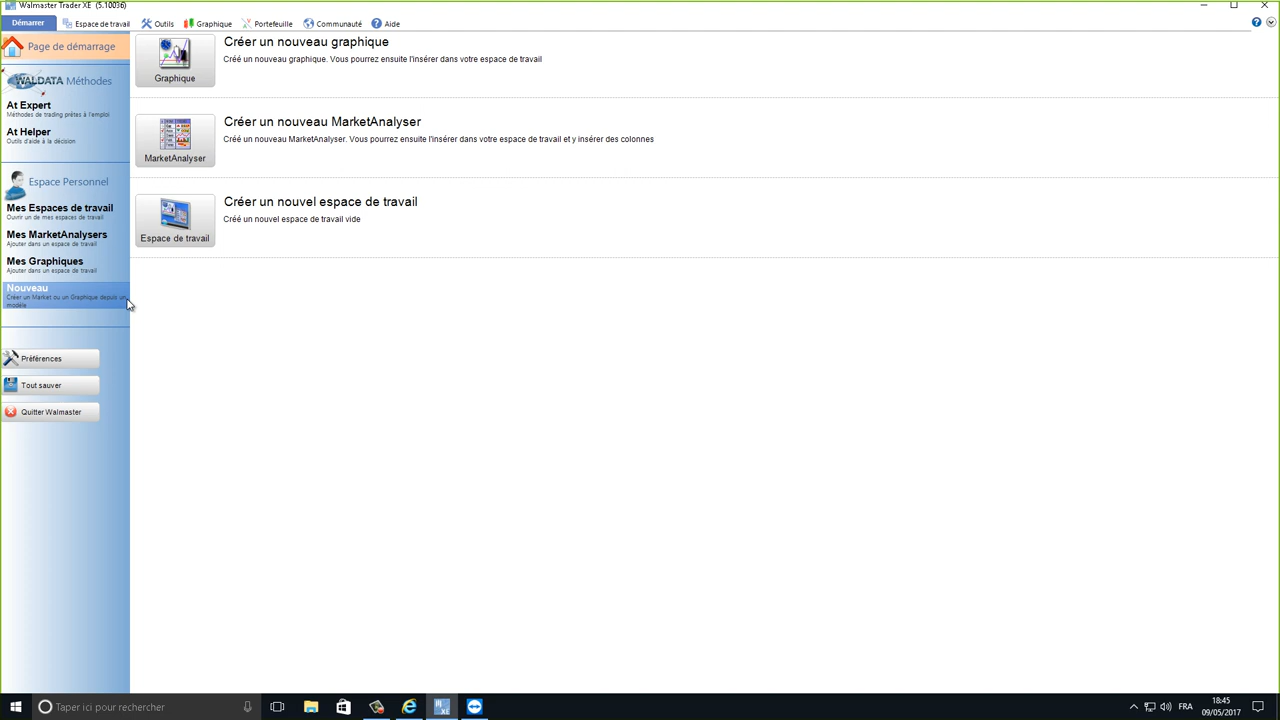 Walmaster Trader XE (5.10036)
Démarrer Espace de travail Outils Graphique Portefeuille Communauté Aide
Page de démarrage
WALDATA Méthodes
At Expert
Méthodes de trading prêtes à l'emploi
At Helper
Outils d'aide à la décision
Espace Personnel
Mes Espaces de travail
Ouvrir un de mes espaces de travail
Mes MarketAnalysers
Ajouter dans un espace de travail
Mes Graphiques
Ajouter dans un espace de travail
Nouveau
Créer un Market ou un Graphique depuis un
modèle
Préférences
Tout sauver
Quitter Walmaster
Graphique
Créer un nouveau graphique
Créé un nouveau graphique. Vous pourrez ensuite l'insérer dans votre espace de travail
MarketAnalyser
Créer un nouveau MarketAnalyser
Créé un nouveau MarketAnalyser. Vous pourrez ensuite l'insérer dans votre espace de travail et y insérer des colonnes
Espace de travail
Créer un nouvel espace de travail
Créé un nouvel espace de travail vide
Taper ici pour rechercher
XE
FRA
18:45
09/05/2017